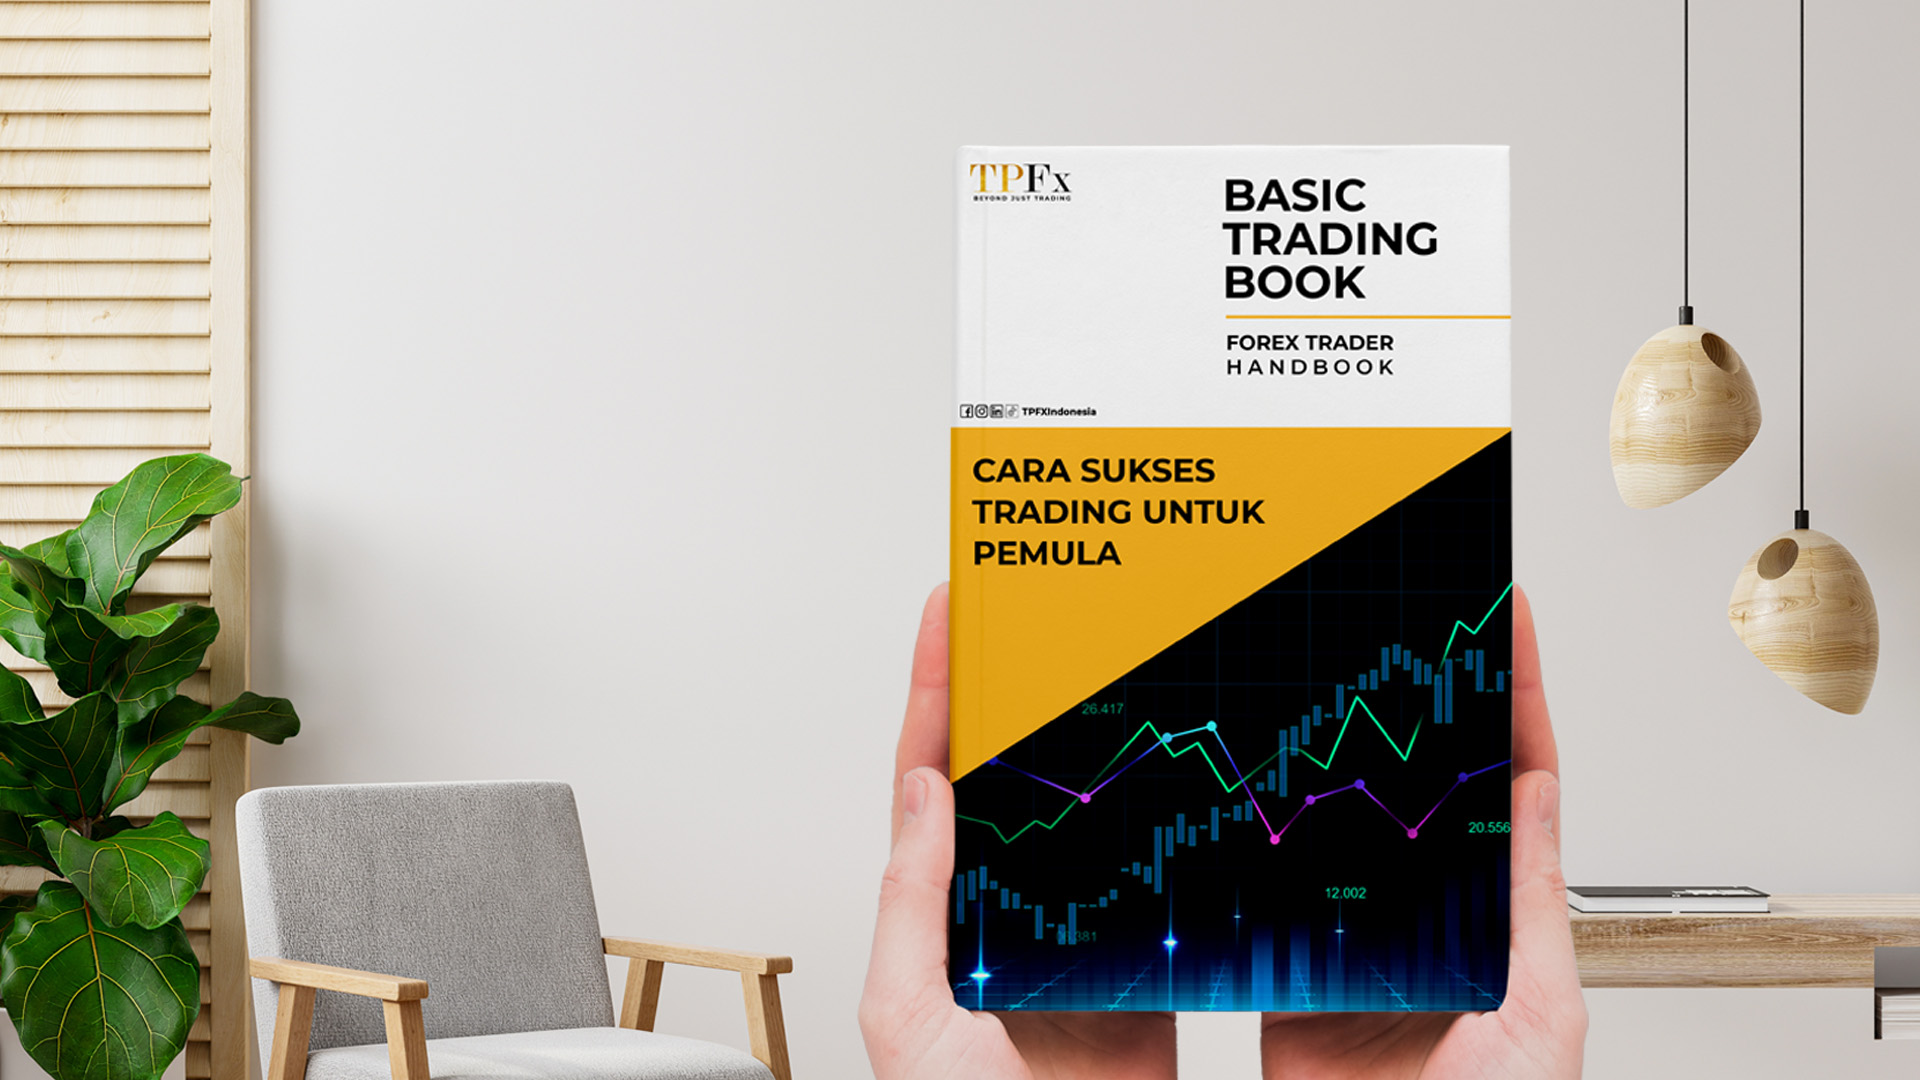 TPFx
BEYOND JUST TRADING
BASIC
TRADING
BOOK
FOREX TRADER
HANDBOOK
TPFXIndonesia
CARA SUKSES
TRADING UNTUK
PEMULA
26.417
20.556
12.002